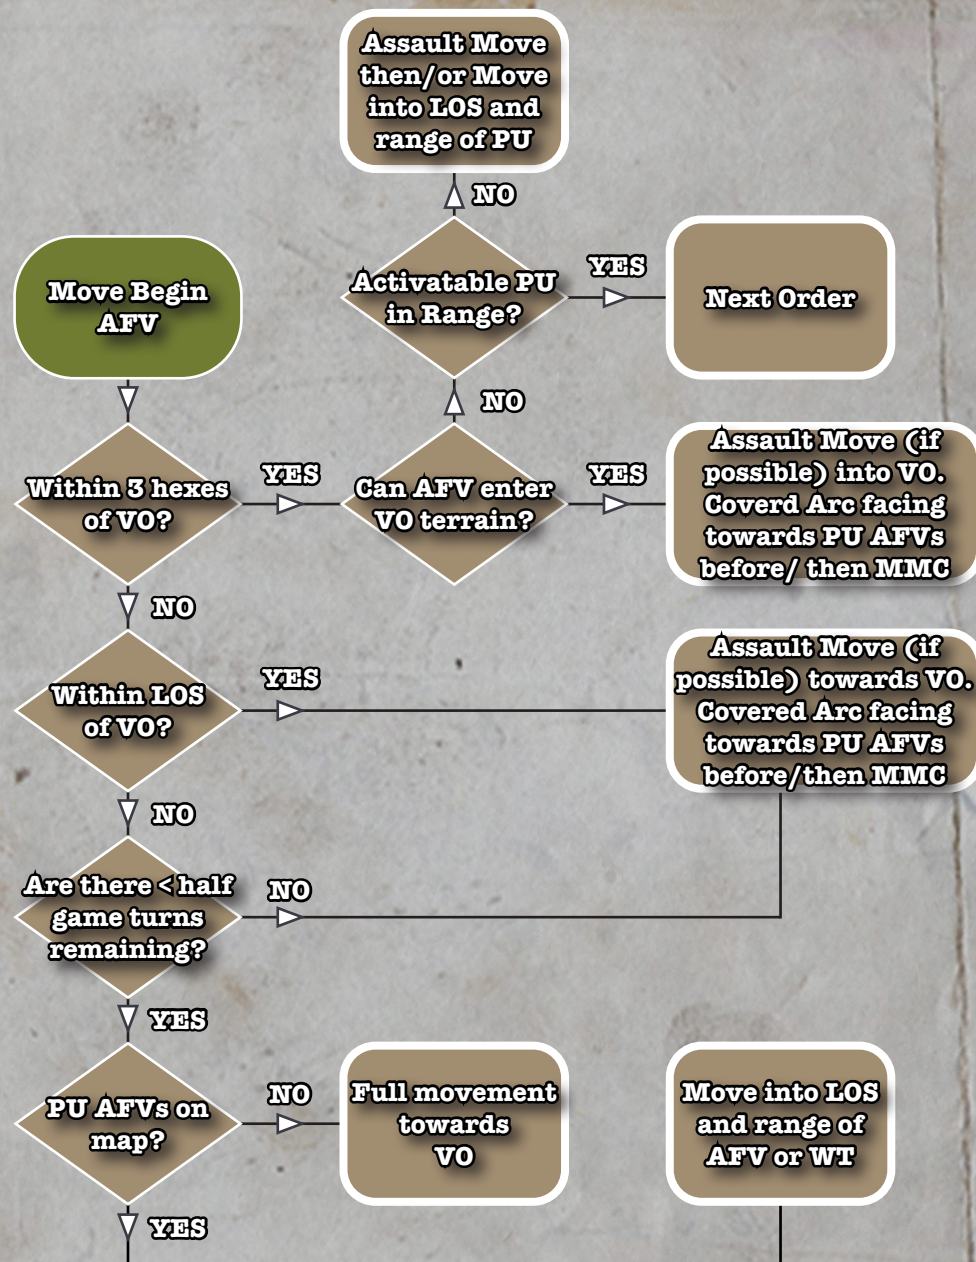 Assault Move
then/or Move
into LOS and
range of PU
NO
Move Begin
AFV
Activatable PU
in Range?
YES
Next Order
NO
Within 3 hexes
of VO?
YES
Can AFV enter
VO terrain?
YES
Assault Move (if
possible) into VO.
Coverd Arc facing
towards PU AFVs
before/ then MMC
NO
Within LOS
of VO?
YES
Assault Move (if
possible) towards VO.
Covered Arc facing
towards PU AFVs
before/then MMC
NO
Are there < half
game turns
remaining?
NO
YES
PU AFVs on
map?
NO
Full movement
towards
VO
Move into LOS
and range of
AFV or WT
YES